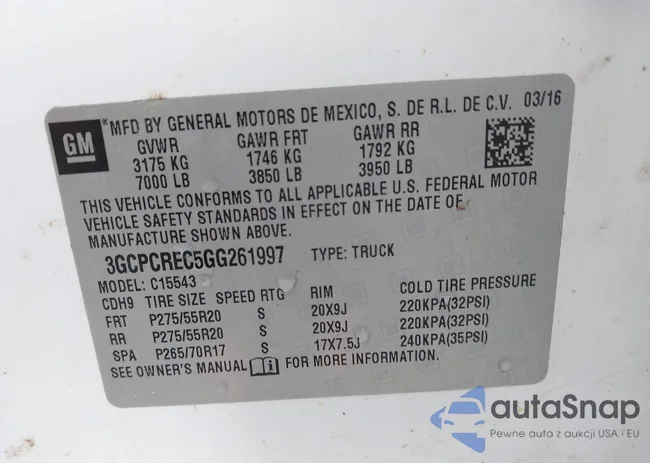 GM
MFD BY GENERAL MOTORS DE MEXICO, S. DE R.L. DE C.V. 03/16
GVWR GAWR FRT GAWR RR
3175 KG 1746 KG 1792 KG
7000 LB 3850 LB 3950 LB
THIS VEHICLE CONFORMS TO ALL APPLICABLE U.S. FEDERAL MOTOR
VEHICLE SAFETY STANDARDS IN EFFECT ON THE DATE OF
MANUFACTURE SHOWN ABOVE.
3GCPCREC5GG261997 TYPE: TRUCK
MODEL: C15543
CDH9 TIRE SIZE SPEED RTG RIM COLD TIRE PRESSURE
FRT P275/55R20 S 20X9J 220KPA(32PSI)
RR P275/55R20 S 20X9J 220KPA(32PSI)
SPA P265/70R17 S 17X7.5J 240KPA(35PSI)
SEE OWNER'S MANUAL FOR MORE INFORMATION.
autaSnap
Pewne auta z aukcji USA i EU